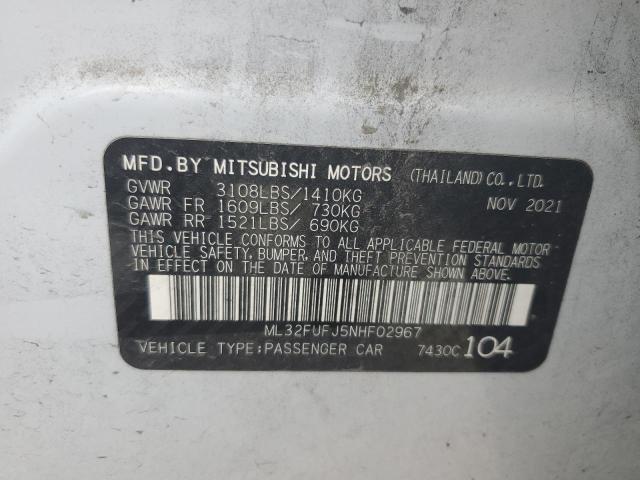 MFD.BY MITSUBISHI MOTORS (THAILAND)CO.,LTD.
GVWR 3108LBS/1410KG NOV 2021
GAWR FR 1609LBS/ 730KG
GAWR RR 1521LBS/ 690KG
THIS VEHICLE CONFORMS TO ALL APPLICABLE FEDERAL MOTOR
VEHICLE SAFETY, BUMPER, AND THEFT PREVENTION STANDARDS
IN EFFECT ON THE DATE OF MANUFACTURE SHOWN ABOVE.
ML32FUFJ5NHF02967
VEHICLE TYPE:PASSENGER CAR 7430C 104